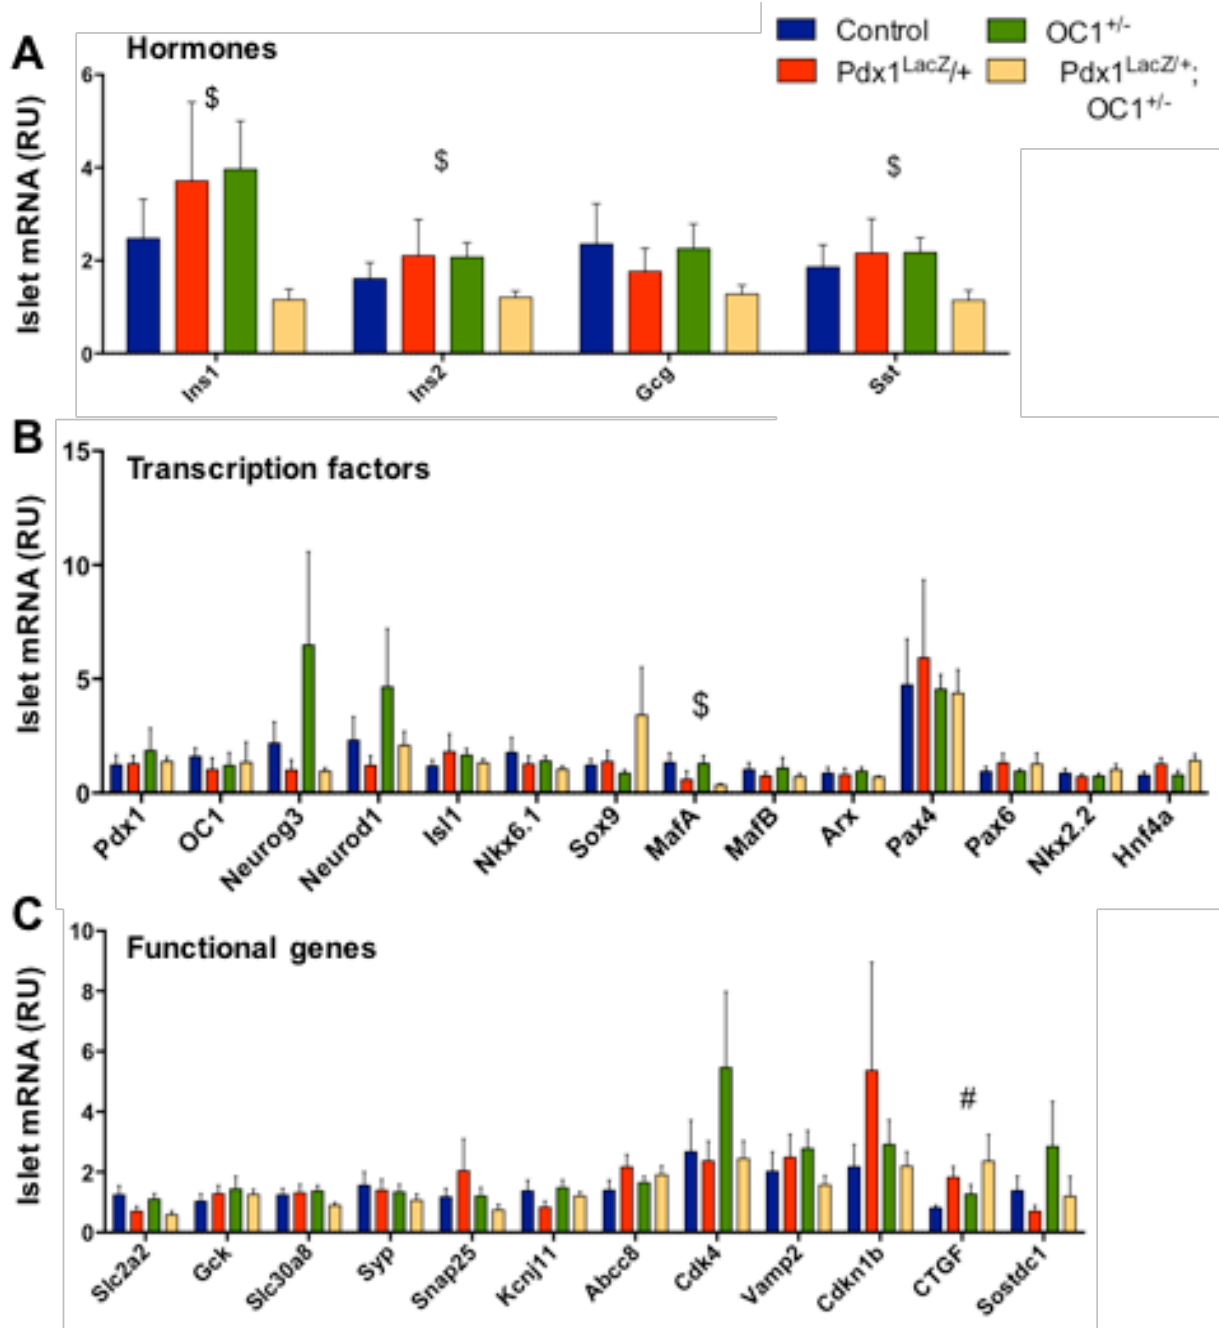 A
Hormones
Control
OC1+/-
Pdx1LacZ/+
Pdx1LacZ/+;
OC1+/-
Islet mRNA (RU)
6
4
2
0
$
$
$
Ins1
Ins2
Gcg
Sst
B
Transcription factors
Islet mRNA (RU)
15
10
5
0
$
Pdx1
OC1
Neurog3
Neurod1
Isl1
Nkx6.1
Sox9
MafA
MafB
Arx
Pax4
Pax6
Nkx2.2
Hnf4a
C
Functional genes
Islet mRNA (RU)
10
8
6
4
2
0
#
Slc2a2
Gck
Slc30a8
Syp
Snap25
Kcnj11
Abcc8
Cdk4
Vamp2
Cdkn1b
CTGF
Sostdc1